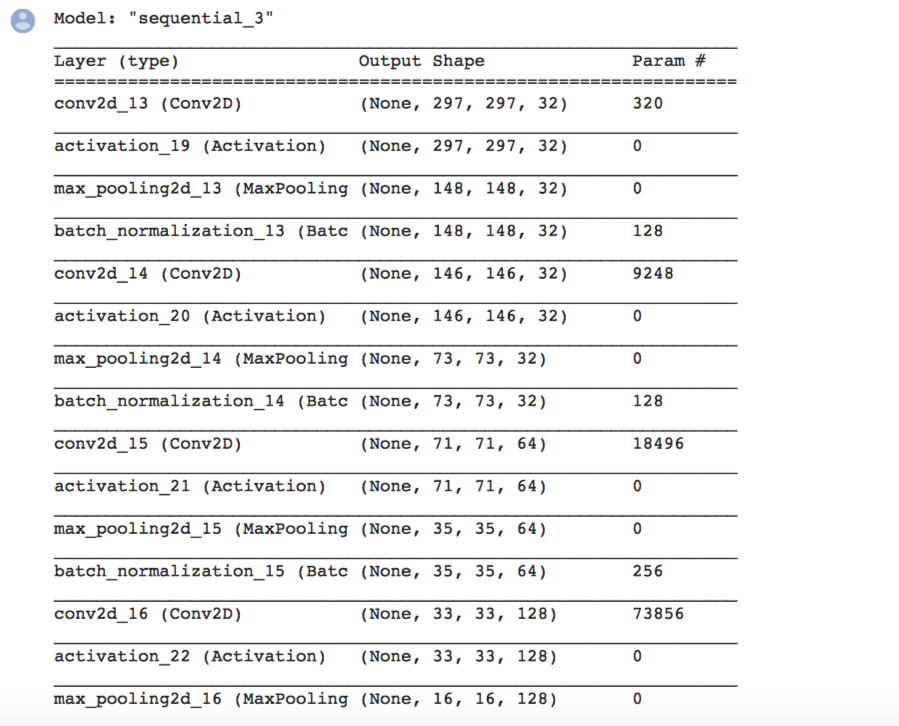 Model: "sequential_3"
Layer (type) Output Shape Param #
=================================================================
conv2d_13 (Conv2D) (None, 297, 297, 32) 320
activation_19 (Activation) (None, 297, 297, 32) 0
max_pooling2d_13 (MaxPooling (None, 148, 148, 32) 0
batch_normalization_13 (Batc (None, 148, 148, 32) 128
conv2d_14 (Conv2D) (None, 146, 146, 32) 9248
activation_20 (Activation) (None, 146, 146, 32) 0
max_pooling2d_14 (MaxPooling (None, 73, 73, 32) 0
batch_normalization_14 (Batc (None, 73, 73, 32) 128
conv2d_15 (Conv2D) (None, 71, 71, 64) 18496
activation_21 (Activation) (None, 71, 71, 64) 0
max_pooling2d_15 (MaxPooling (None, 35, 35, 64) 0
batch_normalization_15 (Batc (None, 35, 35, 64) 256
conv2d_16 (Conv2D) (None, 33, 33, 128) 73856
activation_22 (Activation) (None, 33, 33, 128) 0
max_pooling2d_16 (MaxPooling (None, 16, 16, 128) 0